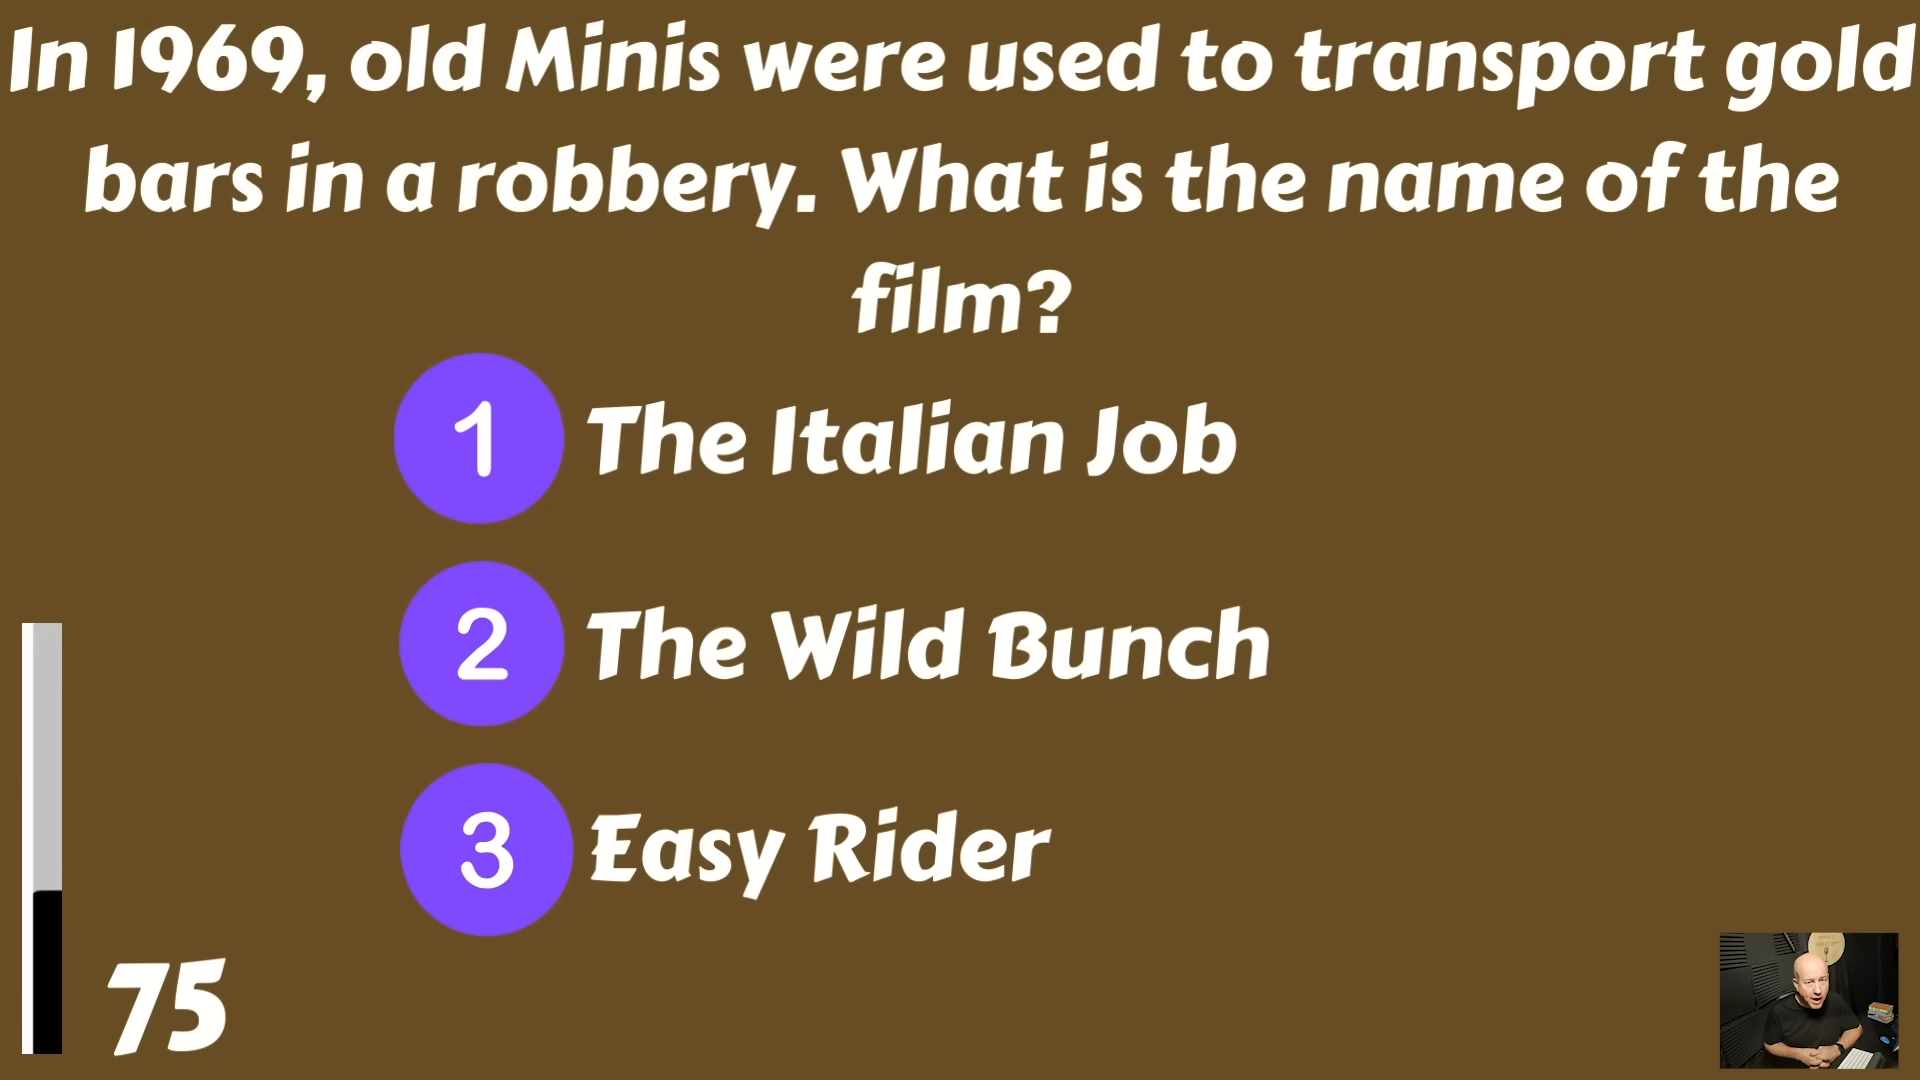 In 1969, old Minis were used to transport gold
bars in a robbery. What is the name of the
film?
1 The Italian Job
2 The Wild Bunch
3 Easy Rider
75